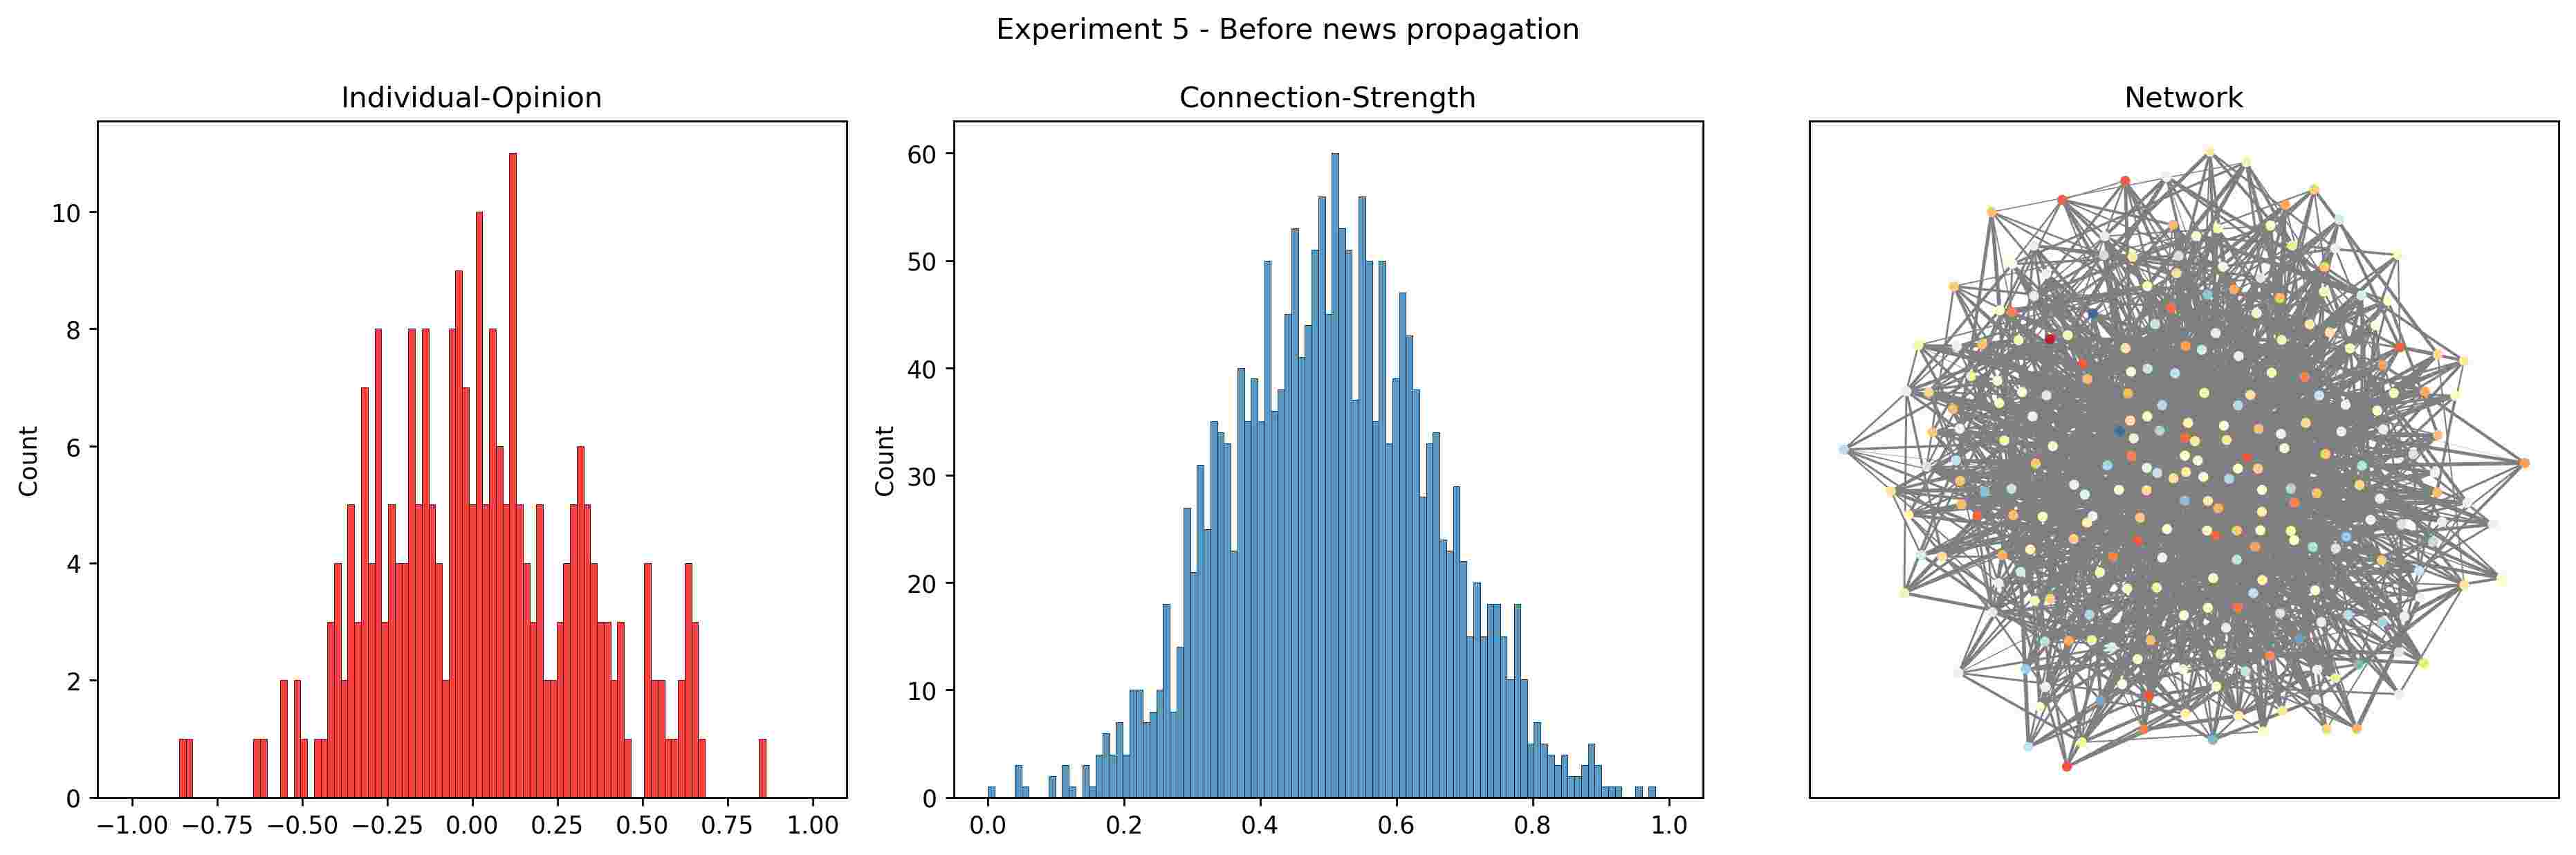 Experiment 5 - Before news propagation
Individual-Opinion
Count
10
8
6
4
2
0
−1.00 −0.75 −0.50 −0.25 0.00 0.25 0.50 0.75 1.00
Connection-Strength
Count
60
50
40
30
20
10
0
0.0 0.2 0.4 0.6 0.8 1.0
Network